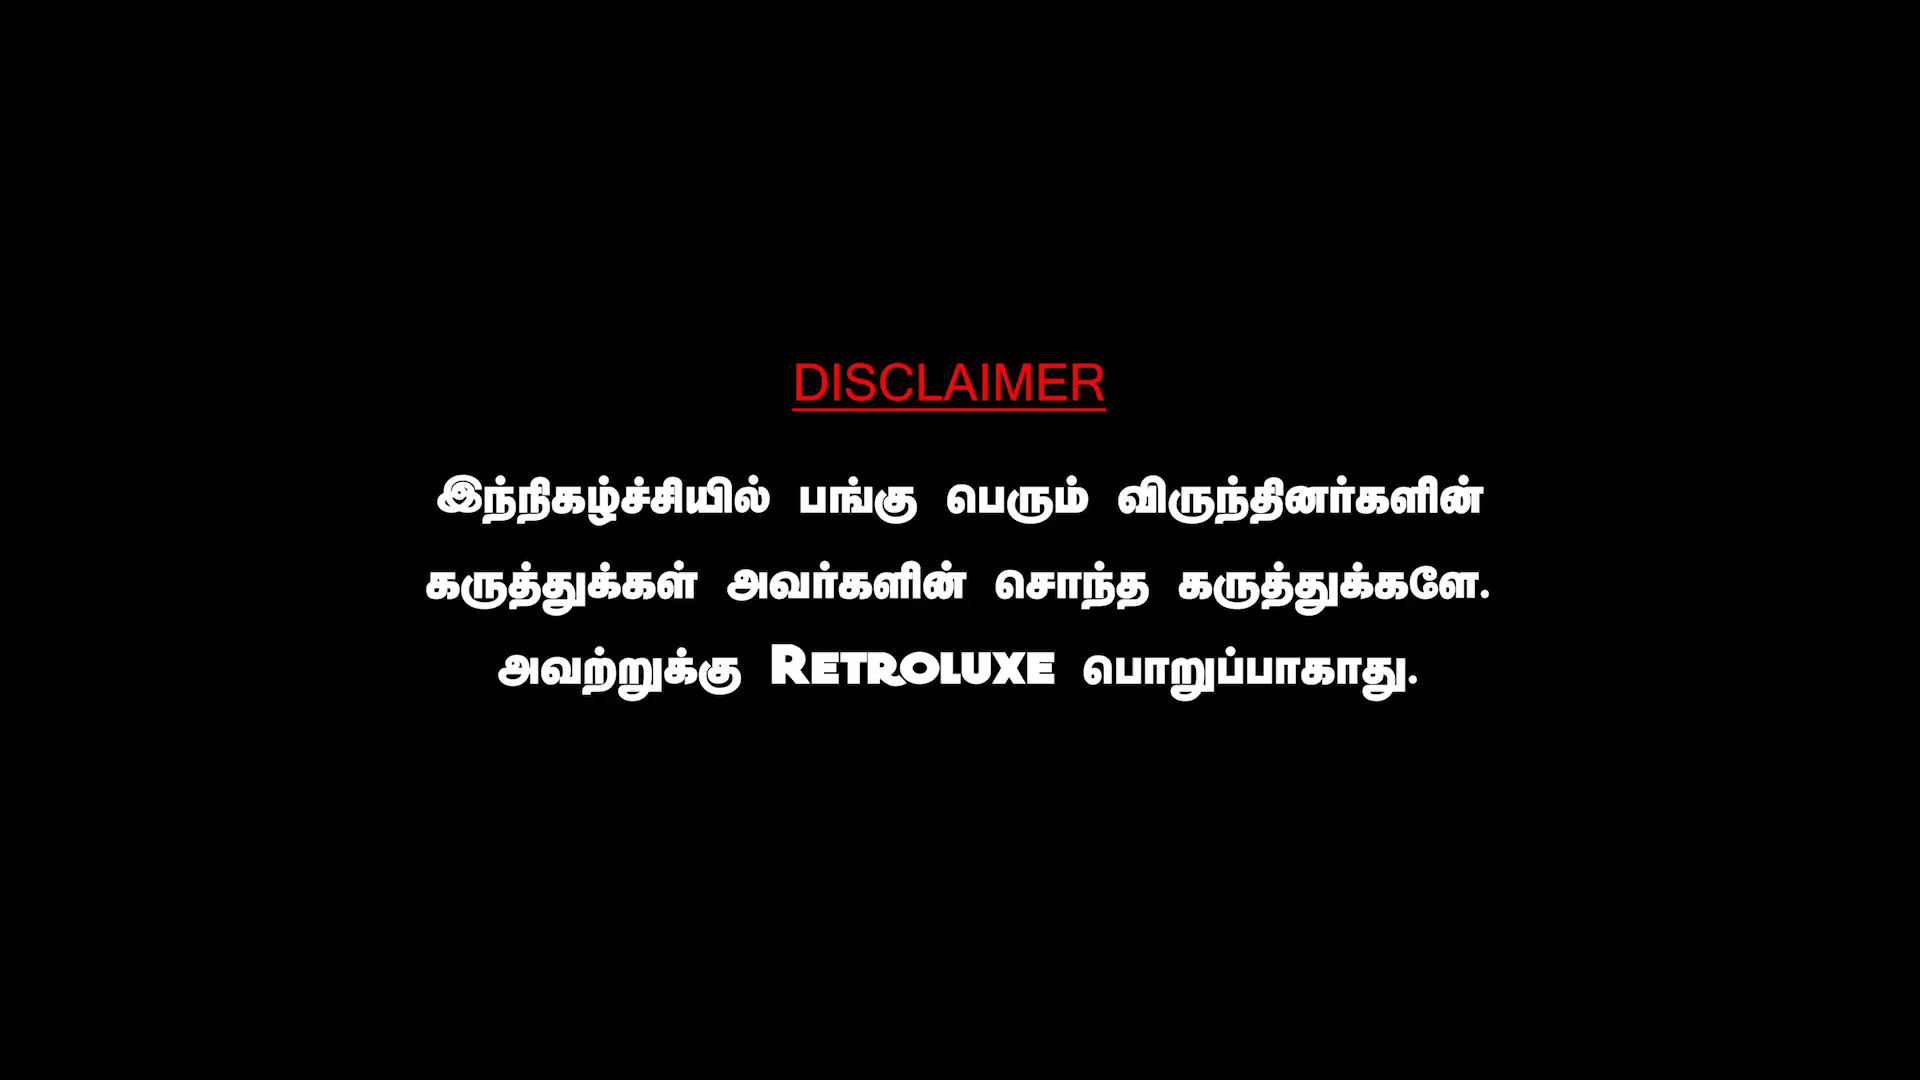 DISCLAIMER
இந்நிகழ்ச்சியில் பங்கு பெரும் விருந்தினர்களின்
கருத்துக்கள் அவர்களின் சொந்த கருத்துக்களே.
அவற்றுக்கு RETROLUXE பொறுப்பாகாது.